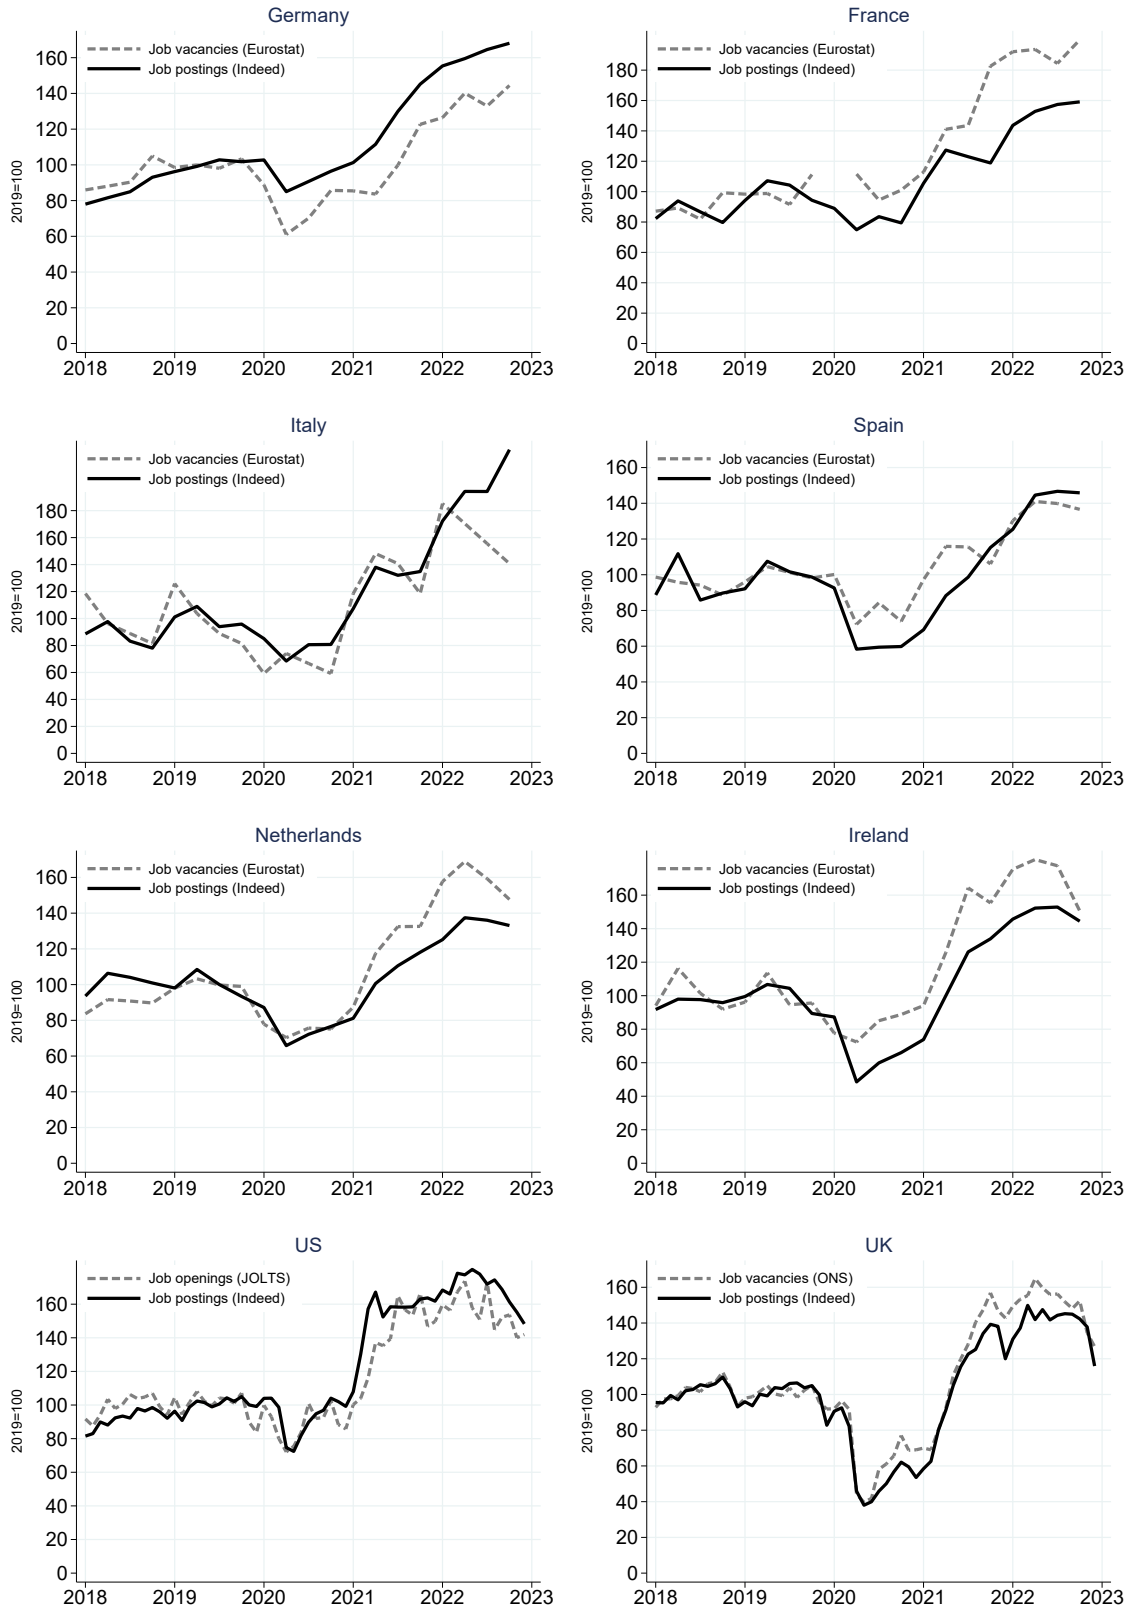 Germany
Job vacancies (Eurostat)
Job postings (Indeed)
2019=100
160
140
120
100
80
60
40
20
0
2018 2019 2020 2021 2022 2023
France
Job vacancies (Eurostat)
Job postings (Indeed)
2019=100
180
160
140
120
100
80
60
40
20
0
2018 2019 2020 2021 2022 2023
Italy
Job vacancies (Eurostat)
Job postings (Indeed)
2019=100
180
160
140
120
100
80
60
40
20
0
2018 2019 2020 2021 2022 2023
Spain
Job vacancies (Eurostat)
Job postings (Indeed)
2019=100
160
140
120
100
80
60
40
20
0
2018 2019 2020 2021 2022 2023
Netherlands
Job vacancies (Eurostat)
Job postings (Indeed)
2019=100
160
140
120
100
80
60
40
20
0
2018 2019 2020 2021 2022 2023
Ireland
Job vacancies (Eurostat)
Job postings (Indeed)
2019=100
160
140
120
100
80
60
40
20
0
2018 2019 2020 2021 2022 2023
US
Job openings (JOLTS)
Job postings (Indeed)
2019=100
160
140
120
100
80
60
40
20
0
2018 2019 2020 2021 2022 2023
UK
Job vacancies (ONS)
Job postings (Indeed)
2019=100
160
140
120
100
80
60
40
20
0
2018 2019 2020 2021 2022 2023